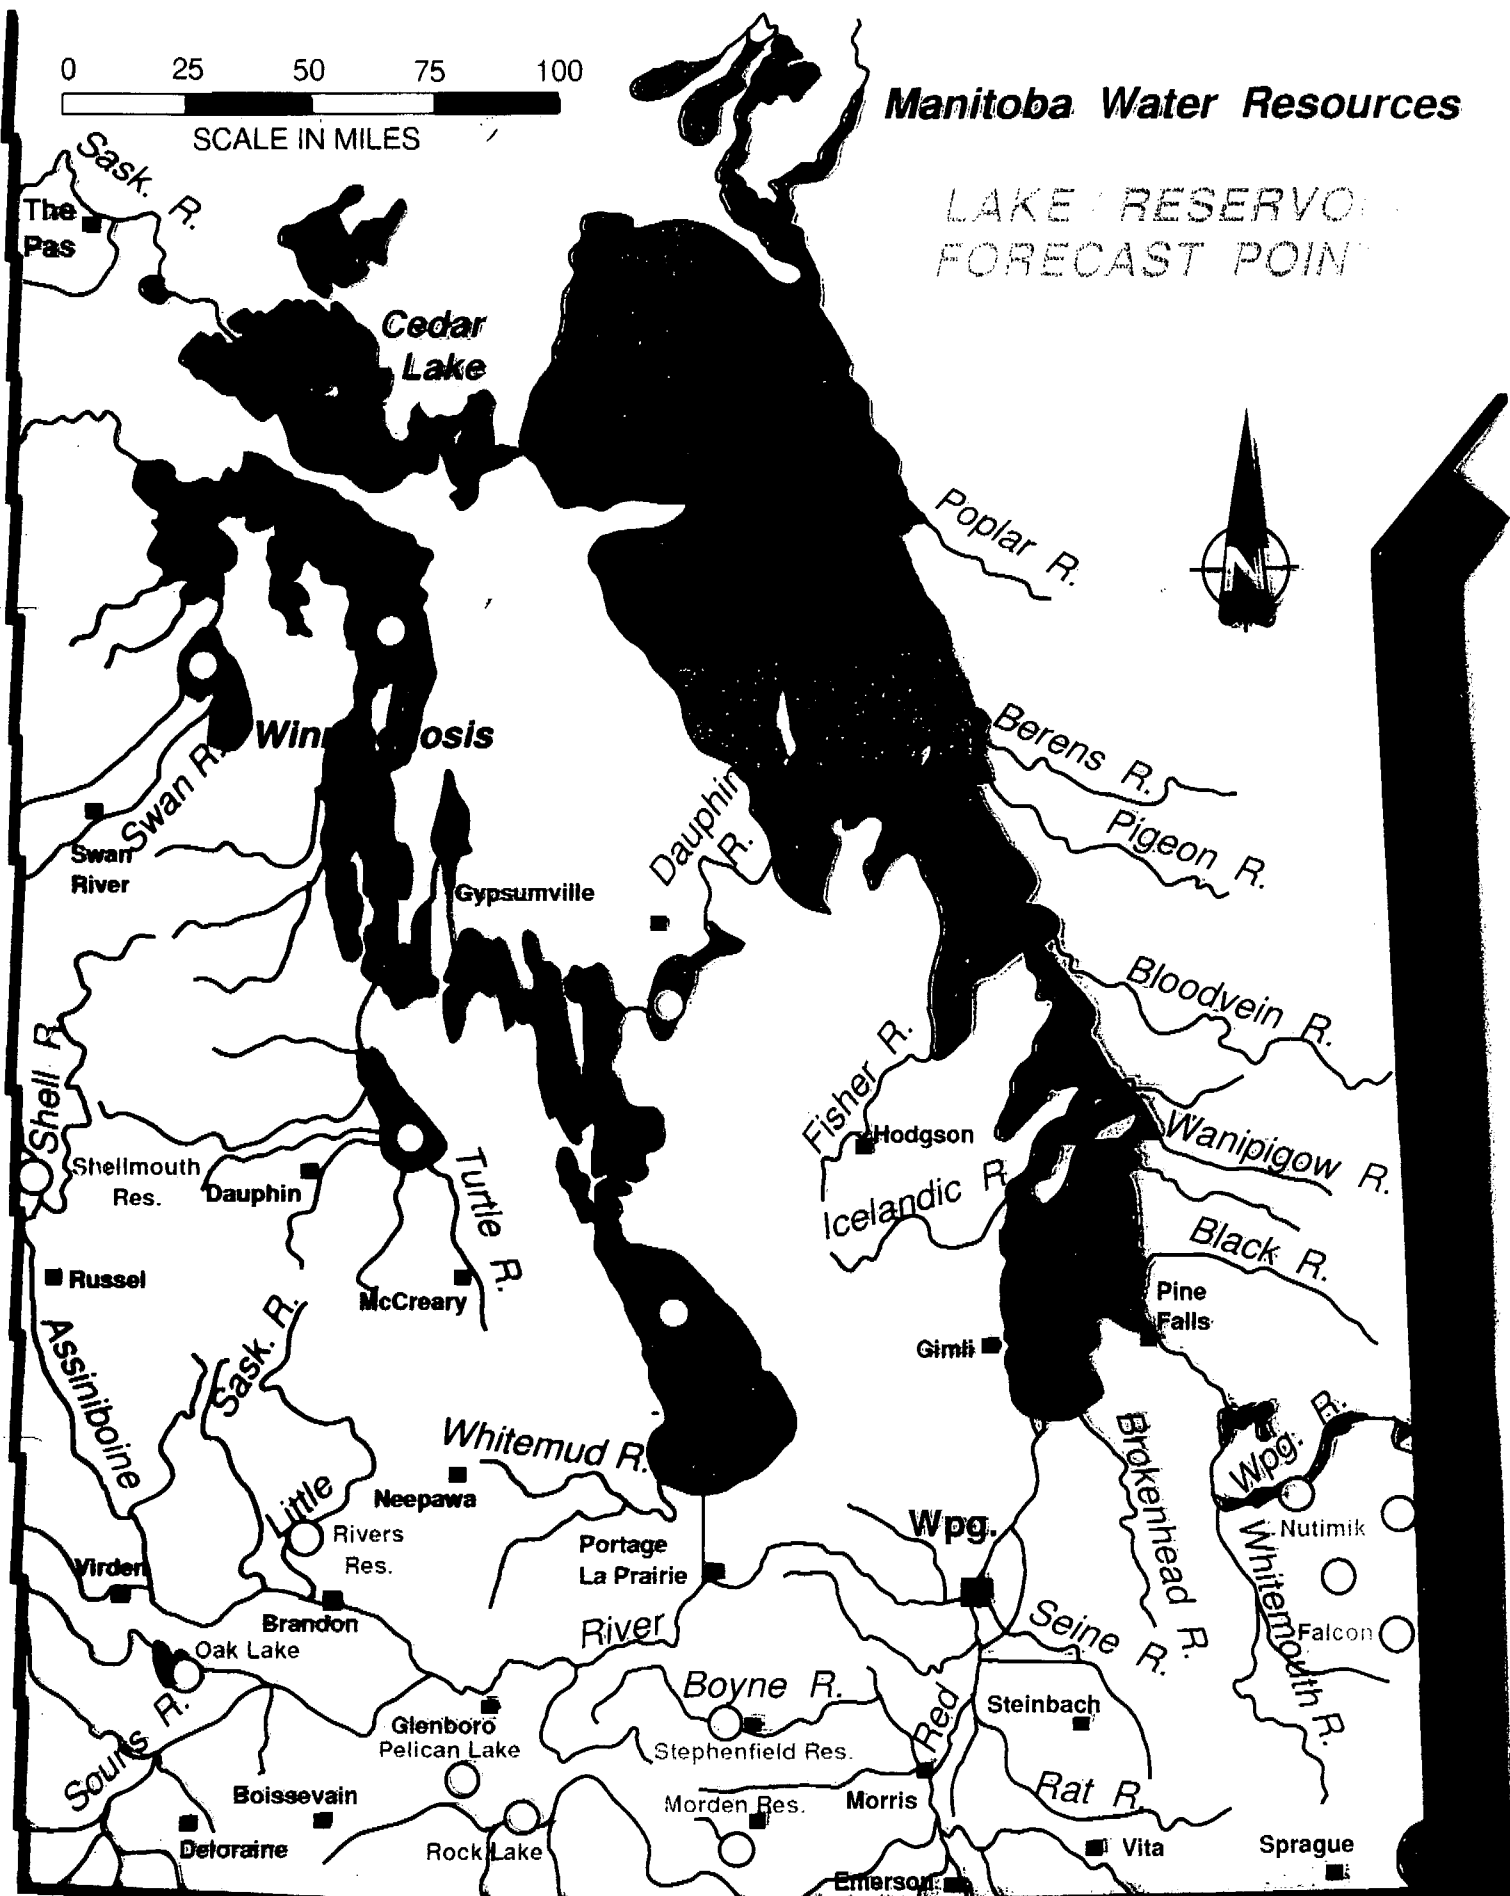 0 25 50 75 100
SCALE IN MILES
Manitoba Water Resources
LAKE RESERVO
FORECAST POIN
Sask. R.
The
Pas
Cedar
Lake
Poplar R.
N
Berens R.
Pigeon R.
Swan R.
Swan
River
Dauphin
R.
Gypsumville
Bloodvein R.
Shell R.
Fisher R.
Hodgson
Wanipigow R.
Shellmouth
Res.
Dauphin
Turtle R.
Icelandic R.
Black R.
Russel
McCreary
Pine
Falls
Gimli
Assiniboine
Little Sask. R.
Whitemud R.
Neepawa
Brokenhead R.
Wpg. R.
Rivers
Res.
Portage
La Prairie
Wpg.
Nutimik
Whitemouth R.
Virden
Brandon
River
Seine R.
Falcon
Oak Lake
Souris R.
Boyne R.
Red
Steinbach
Glenboro
Pelican Lake
Stephenfield Res.
Boissevain
Morden Res.
Morris
Rat R.
Deloraine
Rock Lake
Vita
Sprague
Emerson